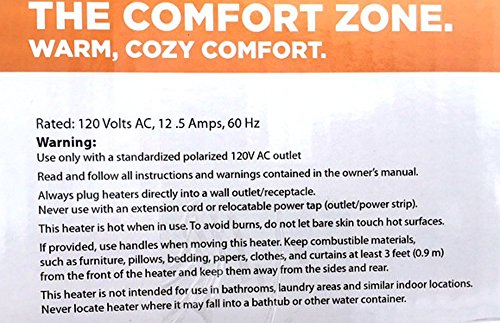 THE COMFORT ZONE.
WARM, COZY COMFORT.
Rated: 120 Volts AC, 12 .5 Amps, 60 Hz
Warning:
Use only with a standardized polarized 120V AC outlet
Read and follow all instructions and warnings contained in the owner's manual.
Always plug heaters directly into a wall outlet/receptacle.
Never use with an extension cord or relocatable power tap (outlet/power strip).
This heater is hot when in use. To avoid burns, do not let bare skin touch hot surfaces.
If provided, use handles when moving this heater. Keep combustible materials,
such as furniture, pillows, bedding, papers, clothes, and curtains at least 3 feet (0.9 m)
from the front of the heater and keep them away from the sides and rear.
This heater is not intended for use in bathrooms, laundry areas and similar indoor locations.
Never locate heater where it may fall into a bathtub or other water container.